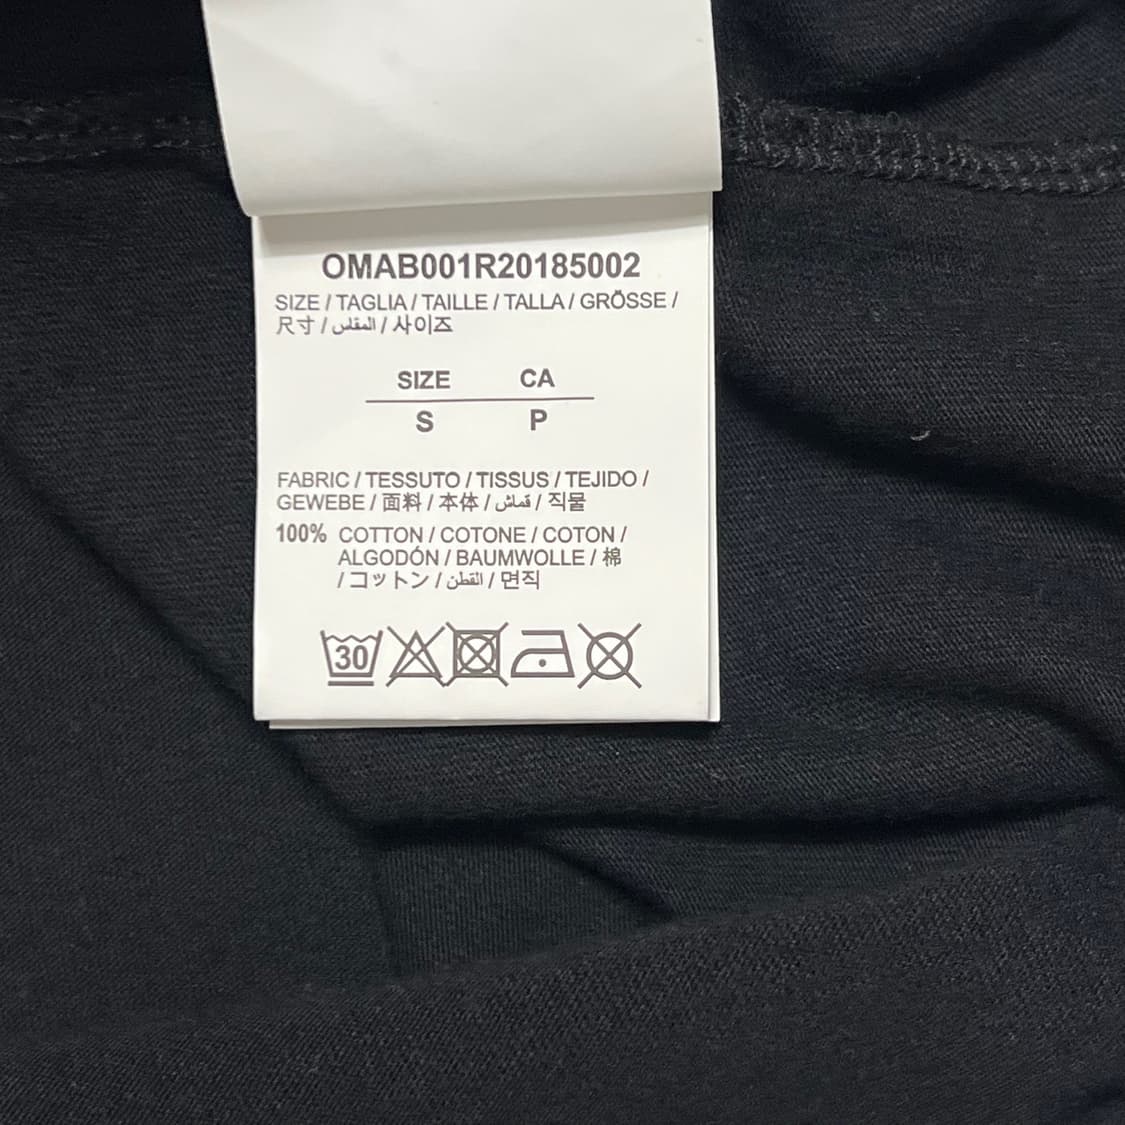 OMAB001R20185002
SIZE / TAGLIA / TAILLE / TALLA / GRÖSSE /
尺寸 / المقاس / 사이즈
SIZE CA
S P
FABRIC / TESSUTO / TISSUS / TEJIDO /
GEWEBE / 面料 / 本体 / قماش / 직물
100% COTTON / COTONE / COTON /
ALGODÓN / BAUMWOLLE / 棉
/ コットン / القطن / 면직
30